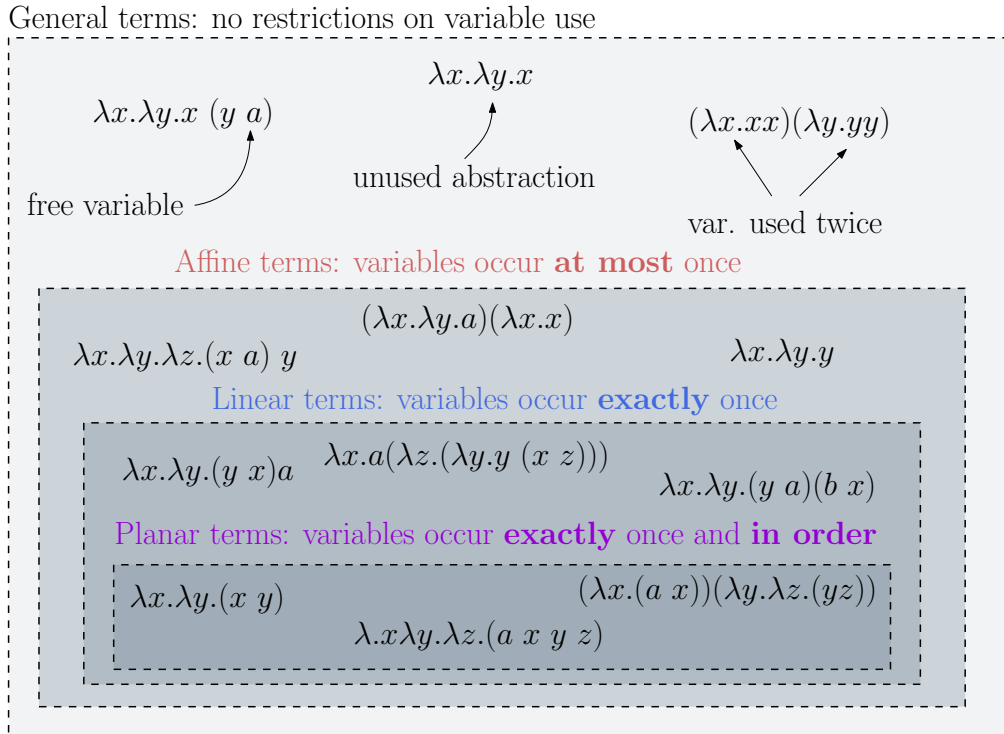 General terms: no restrictions on variable use
λx.λy.x
λx.λy.x (y a)
(λx.xx)(λy.yy)
unused abstraction
free variable
var. used twice
Affine terms: variables occur at most once
(λx.λy.a)(λx.x)
λx.λy.λz.(x a) y
λx.λy.y
Linear terms: variables occur exactly once
λx.λy.(y x)a
λx.a(λz.(λy.y (x z)))
λx.λy.(y a)(b x)
Planar terms: variables occur exactly once and in order
λx.λy.(x y)
(λx.(a x))(λy.λz.(yz))
λ.xλy.λz.(a x y z)